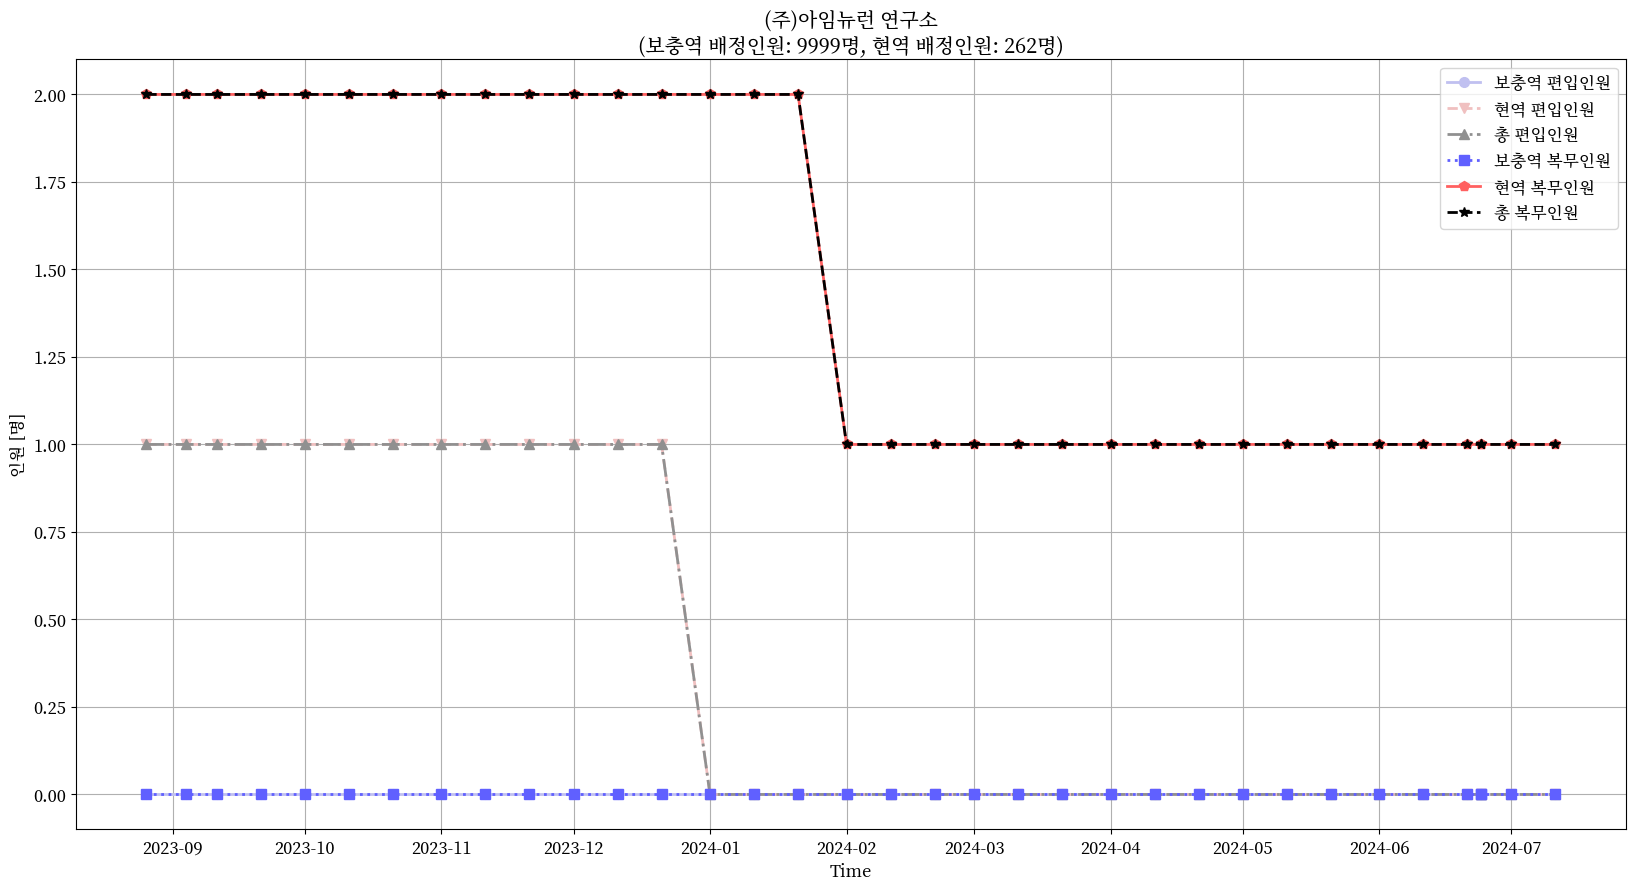 (주)아임뉴런 연구소
(보충역 배정인원: 9999명, 현역 배정인원: 262명)
보충역 편입인원
현역 편입인원
총 편입인원
보충역 복무인원
현역 복무인원
총 복무인원
2.00
1.75
1.50
1.25
1.00
0.75
0.50
0.25
0.00
인원 [명]
2023-09 2023-10 2023-11 2023-12 2024-01 2024-02 2024-03 2024-04 2024-05 2024-06 2024-07
Time